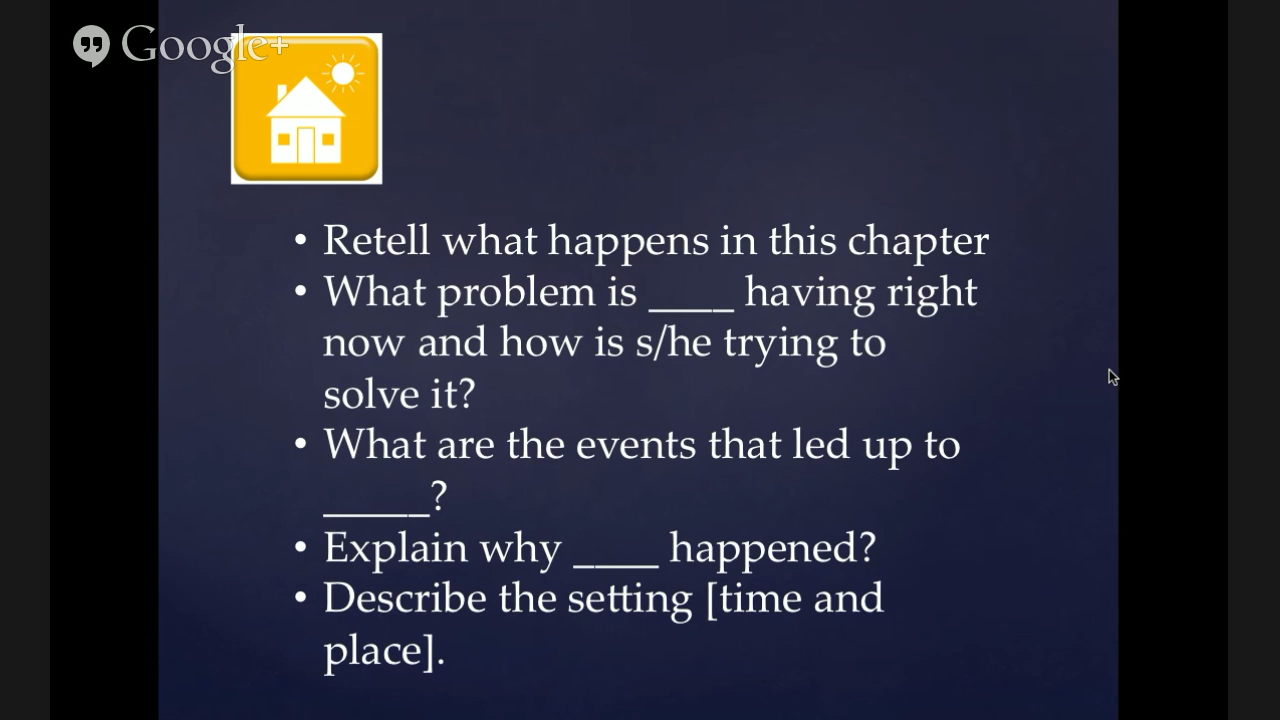 Google+
• Retell what happens in this chapter
• What problem is ____ having right
now and how is s/he trying to
solve it?
• What are the events that led up to
_____?
• Explain why ____ happened?
• Describe the setting [time and
place].